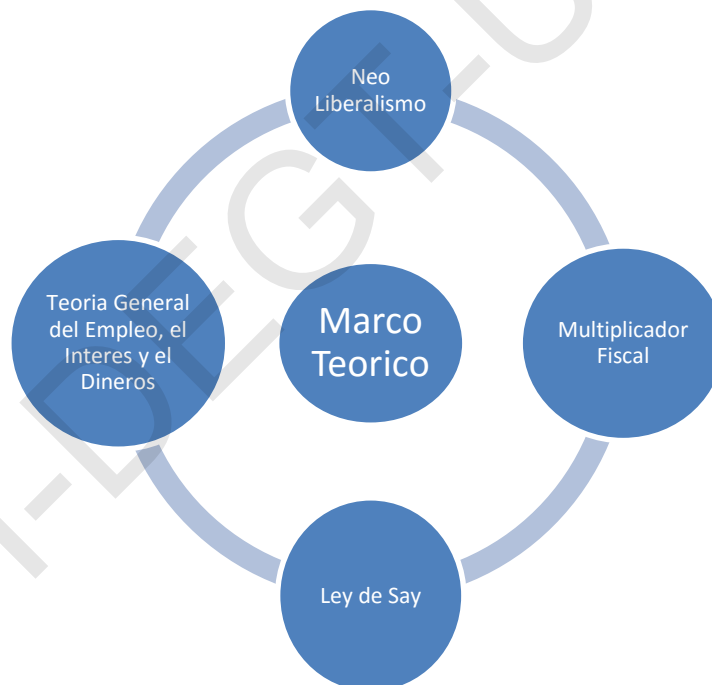 Neo
Liberalismo
Teoria General
del Empleo, el
Interes y el
Dineros
Marco
Teorico
Multiplicador
Fiscal
Ley de Say